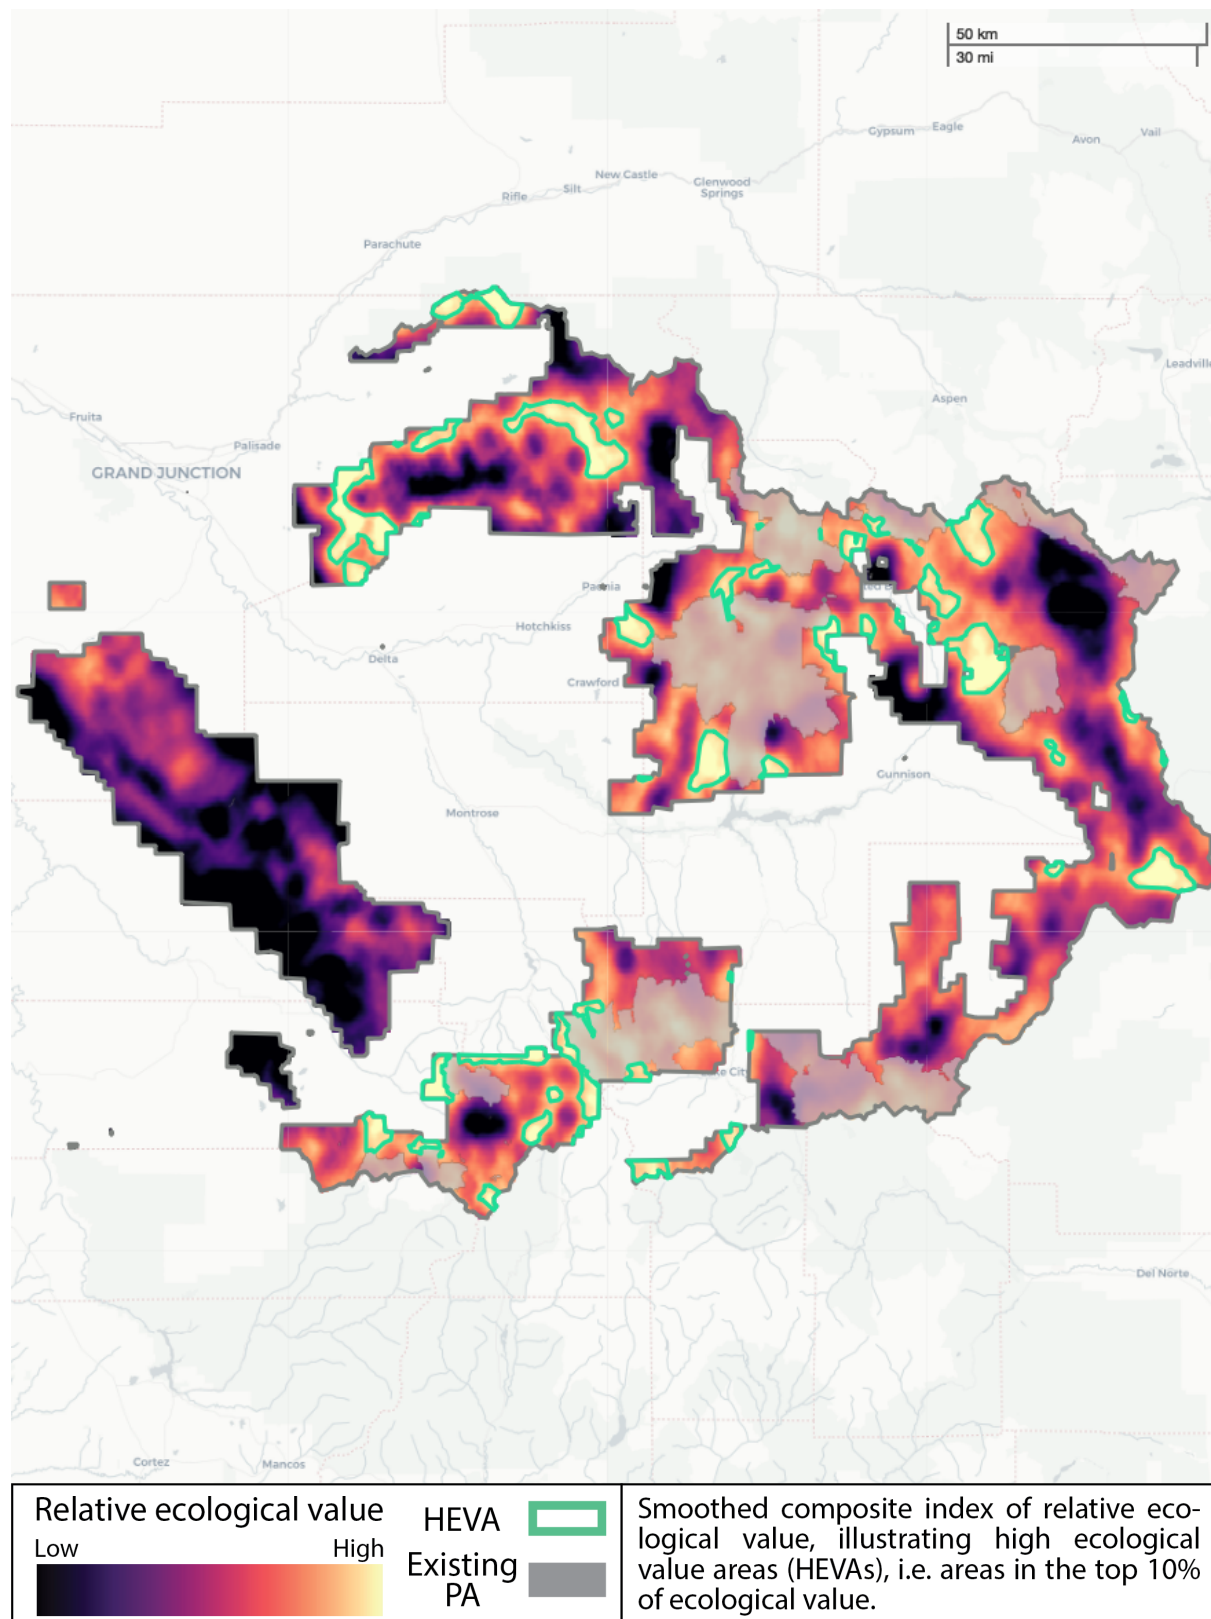 50 km
30 mi
Gypsum
Eagle
Avon
Vail
New Castle
Silt
Glenwood
Springs
Rifle
Parachute
Leadville
Aspen
Fruita
Palisade
GRAND JUNCTION
Paonia
Hotchkiss
Delta
Crawford
Gunnison
Montrose
City
Del Norte
Cortez
Mancos
Relative ecological value
Low
High
HEVA
Existing
PA
Smoothed composite index of relative eco-
logical value, illustrating high ecological
value areas (HEVAs), i.e. areas in the top 10%
of ecological value.